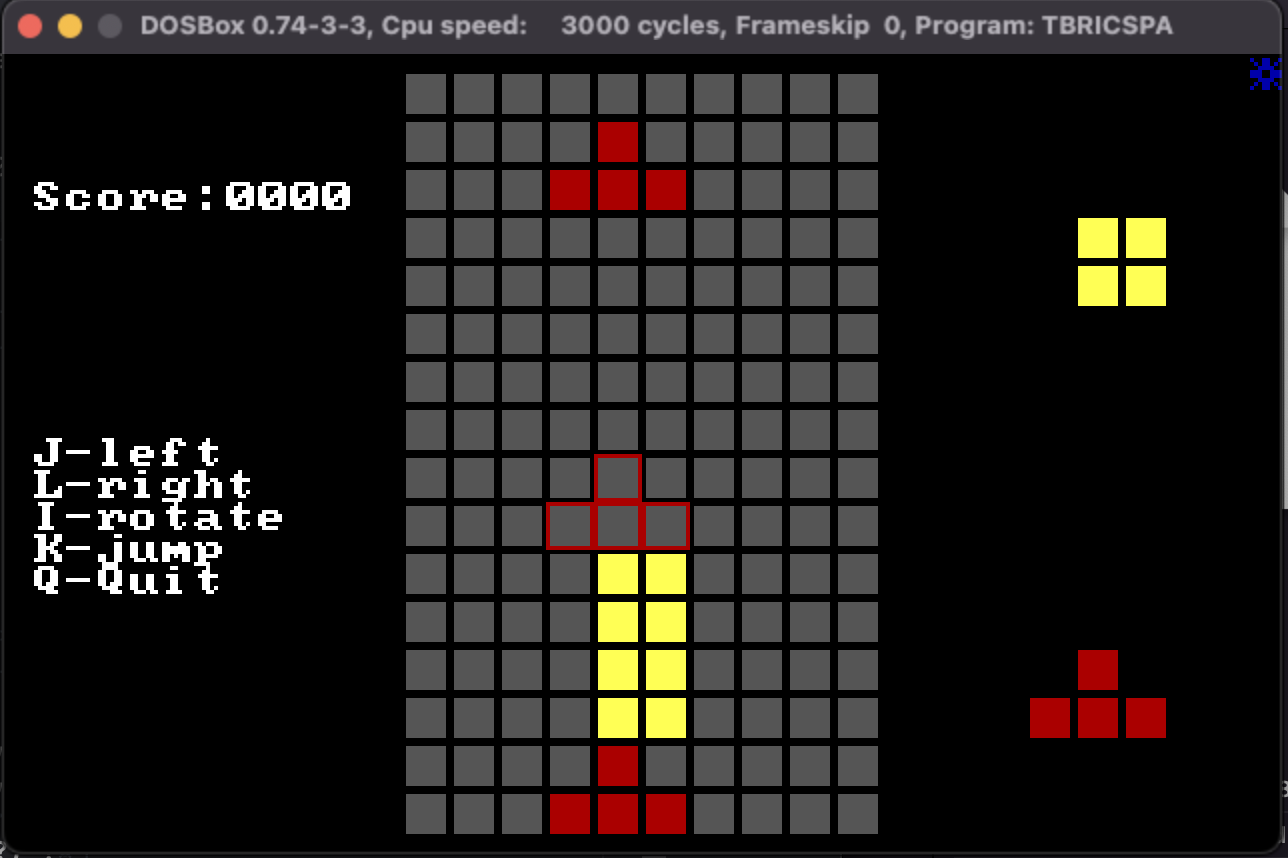 DOSBox 0.74-3-3, Cpu speed: 3000 cycles, Frameskip 0, Program: TBRICSPA
Score:0000
J-left
L-right
I-rotate
K-jump
Q-Quit